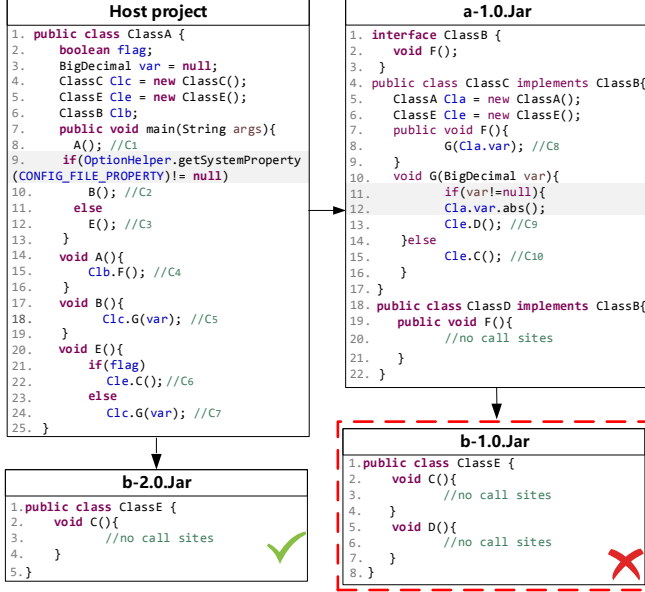 Host project
1. public class ClassA {
2. boolean flag;
3. BigDecimal var = null;
4. ClassC Clc = new ClassC();
5. ClassE Cle = new ClassE();
6. ClassB Clb;
7. public void main(String args){
8. A(); //C1
9. if(OptionHelper.getSystemProperty
(CONFIG_FILE_PROPERTY)!= null)
10. B(); //C2
11. else
12. E(); //C3
13. }
14. void A(){
15. Clb.F(); //C4
16. }
17. void B(){
18. Clc.G(var); //C5
19. }
20. void E(){
21. if(flag)
22. Cle.C();//C6
23. else
24. Clc.G(var); //C7
25. }
a-1.0.Jar
1. interface ClassB {
2. void F();
3. }
4. public class ClassC implements ClassB{
5. ClassA Cla = new ClassA();
6. ClassE Cle = new ClassE();
7. public void F(){
8. G(Cla.var); //C8
9. }
10. void G(BigDecimal var){
11. if(var!=null){
12. Cla.var.abs();
13. Cle.D(); //C9
14. }else
15. Cle.C(); //C10
16. }
17. }
18. public class ClassD implements ClassB{
19. public void F(){
20. //no call sites
21. }
22. }
b-2.0.Jar
1.public class ClassE {
2. void C(){
3. //no call sites
4. }
5.}
b-1.0.Jar
1.public class ClassE {
2. void C(){
3. //no call sites
4. }
5. void D(){
6. //no call sites
7. }
8. }